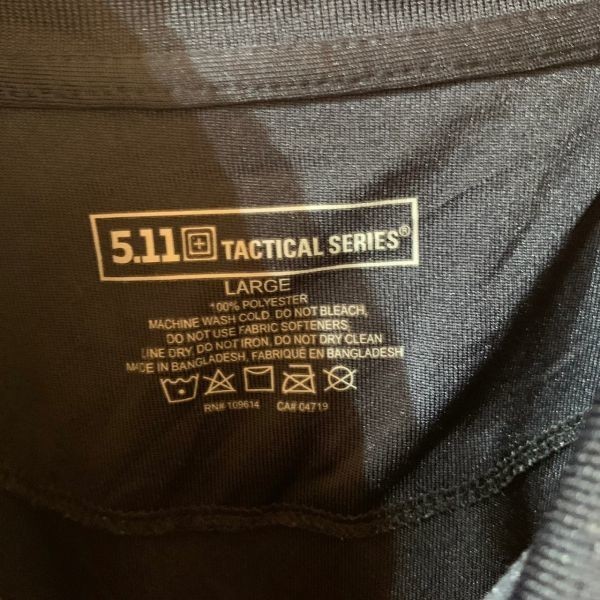 5.11 TACTICAL SERIES®
LARGE
100% POLYESTER
MACHINE WASH COLD. DO NOT BLEACH,
DO NOT USE FABRIC SOFTENERS,
LINE DRY. DO NOT IRON, DO NOT DRY CLEAN
MADE IN BANGLADESH, FABRIQUÉ EN BANGLADESH
RN# 109614 CA# 04719